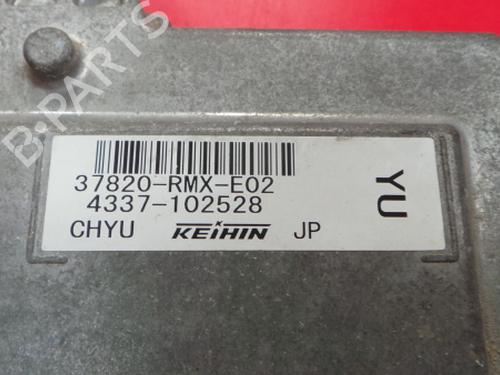 B-PARTS
37820-RMX-E02
4337-102528
CHYU KEIHIN JP
YU